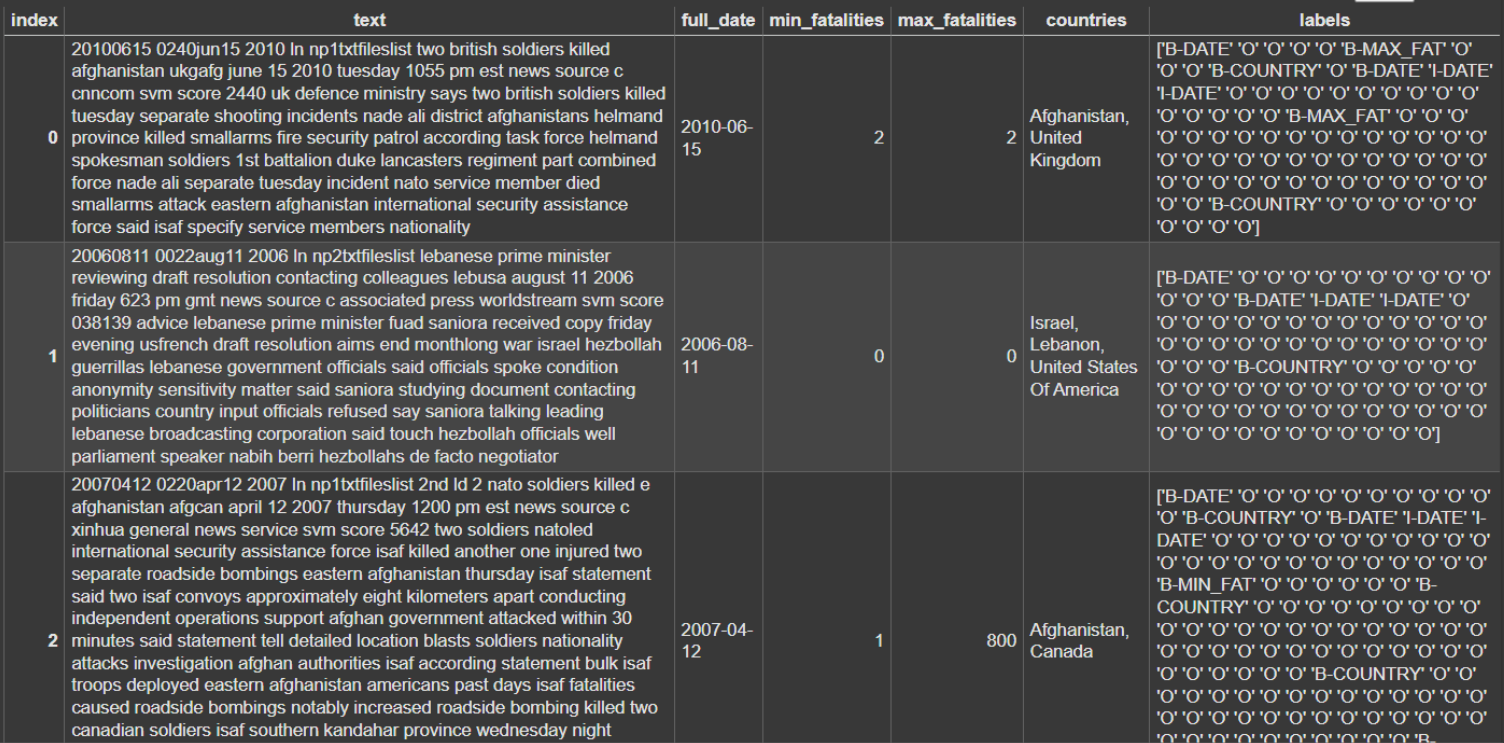 index text full_date min_fatalities max_fatalities countries labels
0
20100615 0240jun15 2010 ln np1txtfileslist two british soldiers killed
afghanistan ukgafg june 15 2010 tuesday 1055 pm est news source c
cnncom svm score 2440 uk defence ministry says two british soldiers killed
tuesday separate shooting incidents nade ali district afghanistans helmand
province killed smallarms fire security patrol according task force helmand
spokesman soldiers 1st battalion duke lancasters regiment part combined
force nade ali separate tuesday incident nato service member died
smallarms attack eastern afghanistan international security assistance
force said isaf specify service members nationality
2010-06-
15
2
2
Afghanistan,
United
Kingdom
['B-DATE' 'O' 'O' 'O' 'O' 'B-MAX_FAT' 'O'
'O' 'O' 'B-COUNTRY' 'O' 'B-DATE' 'I-DATE'
'I-DATE' 'O' 'O' 'O' 'O' 'O' 'O' 'O' 'O' 'O' 'O'
'O' 'O' 'O' 'O' 'O' 'B-MAX_FAT' 'O' 'O' 'O'
'O' 'O' 'O' 'O' 'O' 'O' 'O' 'O' 'O' 'O' 'O' 'O' 'O'
'O' 'O' 'O' 'O' 'O' 'O' 'O' 'O' 'O' 'O' 'O' 'O' 'O'
'O' 'O' 'O' 'O' 'O' 'O' 'O' 'O' 'O' 'O' 'O' 'O' 'O'
'O' 'O' 'B-COUNTRY' 'O' 'O' 'O' 'O' 'O' 'O'
'O' 'O' 'O' 'O']
1
20060811 0022aug11 2006 ln np2txtfileslist lebanese prime minister
reviewing draft resolution contacting colleagues lebusa august 11 2006
friday 623 pm gmt news source c associated press worldstream svm score
038139 advice lebanese prime minister fuad saniora received copy friday
evening usfrench draft resolution aims end monthlong war israel hezbollah
guerrillas lebanese government officials said officials spoke condition
anonymity sensitivity matter said saniora studying document contacting
politicians country input officials refused say saniora talking leading
lebanese broadcasting corporation said touch hezbollah officials well
parliament speaker nabih berri hezbollahs de facto negotiator
2006-08-
11
0
0
Israel,
Lebanon,
United States
Of America
['B-DATE' 'O' 'O' 'O' 'O' 'O' 'O' 'O' 'O' 'O' 'O'
'O' 'O' 'O' 'B-DATE' 'I-DATE' 'I-DATE' 'O'
'O' 'O' 'O' 'O' 'O' 'O' 'O' 'O' 'O' 'O' 'O' 'O' 'O'
'O' 'O' 'O' 'O' 'O' 'O' 'O' 'O' 'O' 'O' 'O' 'O' 'O'
'O' 'O' 'O' 'B-COUNTRY' 'O' 'O' 'O' 'O' 'O'
'O' 'O' 'O' 'O' 'O' 'O' 'O' 'O' 'O' 'O' 'O' 'O' 'O'
'O' 'O' 'O' 'O' 'O' 'O' 'O' 'O' 'O' 'O' 'O' 'O' 'O'
'O' 'O' 'O' 'O' 'O' 'O' 'O' 'O' 'O' 'O' 'O']
2
20070412 0220apr12 2007 ln np1txtfileslist 2nd ld 2 nato soldiers killed e
afghanistan afgcan april 12 2007 thursday 1200 pm est news source c
xinhua general news service svm score 5642 two soldiers natoled
international security assistance force isaf killed another one injured two
separate roadside bombings eastern afghanistan thursday isaf statement
said two isaf convoys approximately eight kilometers apart conducting
independent operations support afghan government attacked within 30
minutes said statement tell detailed location blasts soldiers nationality
attacks investigation afghan authorities isaf according statement bulk isaf
troops deployed eastern afghanistan americans past days isaf fatalities
caused roadside bombings notably increased roadside bombing killed two
canadian soldiers isaf southern kandahar province wednesday night
2007-04-
12
1
800
Afghanistan,
Canada
['B-DATE' 'O' 'O' 'O' 'O' 'O' 'O' 'O' 'O' 'O' 'O'
'O' 'B-COUNTRY' 'O' 'B-DATE' 'I-DATE' 'I-
DATE' 'O' 'O' 'O' 'O' 'O' 'O' 'O' 'O' 'O' 'O' 'O'
'O' 'O' 'O' 'O' 'O' 'O' 'O' 'O' 'O' 'O' 'O' 'O' 'O'
'B-MIN_FAT' 'O' 'O' 'O' 'O' 'O' 'O' 'B-
COUNTRY' 'O' 'O' 'O' 'O' 'O' 'O' 'O' 'O' 'O'
'O' 'O' 'O' 'O' 'O' 'O' 'O' 'O' 'O' 'O' 'O' 'O' 'O'
'O' 'O' 'O' 'O' 'O' 'O' 'O' 'O' 'O' 'O' 'O' 'O' 'O'
'O' 'O' 'O' 'O' 'O' 'O' 'B-COUNTRY' 'O' 'O'
'O' 'O' 'O' 'O' 'O' 'O' 'O' 'O' 'O' 'O' 'O' 'O' 'O'
'O' 'O' 'O' 'O' 'O' 'O' 'O' 'O' 'O' 'O' 'O' 'O' 'O'
'O' 'O' 'O' 'O' 'O' 'O' 'O' 'O' 'O' 'O' 'B-